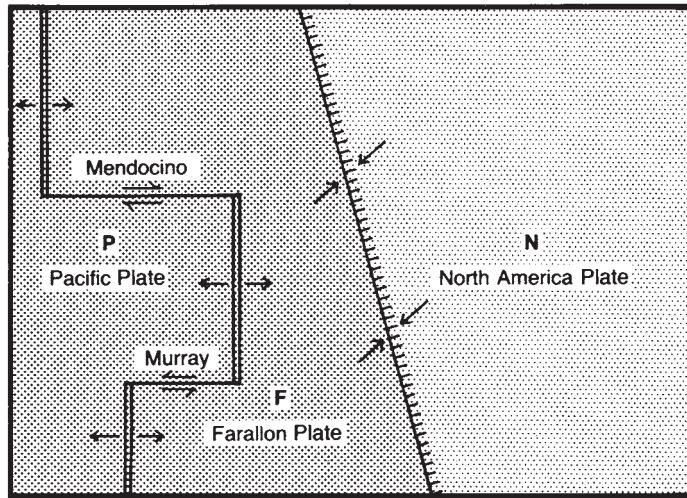 Mendocino
P
Pacific Plate
N
North America Plate
Murray
F
Farallon Plate